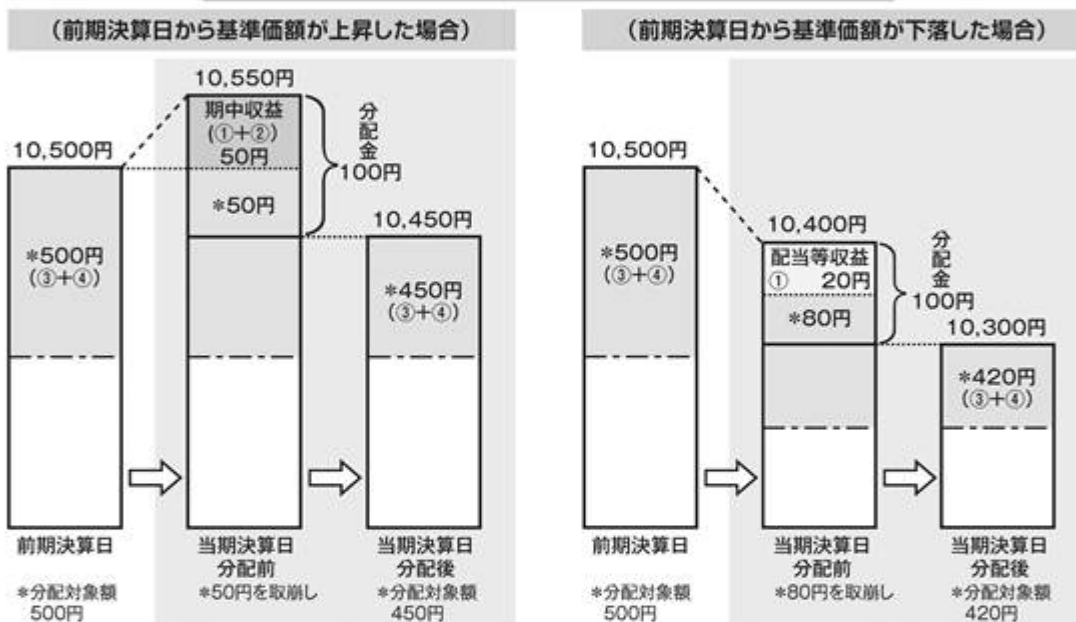 (前期決算日から基準価額が上昇した場合)
10,550円
期中収益
(①+②)
50円
*50円
分配金
100円
10,500円
*500円
(③+④)
10,450円
*450円
(③+④)
前期決算日
当期決算日
分配前
当期決算日
分配後
*分配対象額
500円
*50円を取崩し
*分配対象額
450円
(前期決算日から基準価額が下落した場合)
10,500円
*500円
(③+④)
10,400円
配当等収益
① 20円
*80円
分配金
100円
10,300円
*420円
(③+④)
前期決算日
当期決算日
分配前
当期決算日
分配後
*分配対象額
500円
*80円を取崩し
*分配対象額
420円